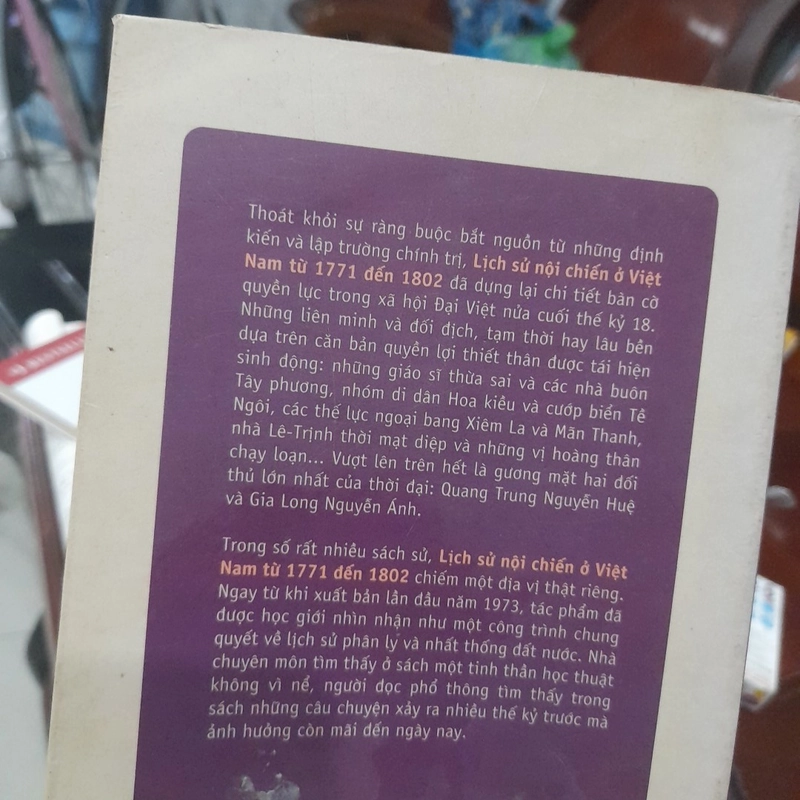 Thoát khỏi sự ràng buộc bắt nguồn từ những định
kiến và lập trường chính trị, Lịch sử nội chiến ở Việt
Nam từ 1771 đến 1802 đã dựng lại chi tiết bàn cờ
quyền lực trong xã hội Đại Việt nửa cuối thế kỷ 18.
Những liên minh và đối địch, tạm thời hay lâu bền
dựa trên căn bản quyền lợi thiết thân được tái hiện
sinh động: những giáo sĩ thừa sai và các nhà buôn
Tây phương, nhóm di dân Hoa kiều và cướp biển Tề
Ngôi, các thế lực ngoại bang Xiêm La và Mãn Thanh,
nhà Lê-Trịnh thời mạt diệp và những vị hoàng thân
chạy loạn... Vượt lên trên hết là gương mặt hai đối
thủ lớn nhất của thời đại: Quang Trung Nguyễn Huệ
và Gia Long Nguyễn Ánh.
Trong số rất nhiều sách sử, Lịch sử nội chiến ở Việt
Nam từ 1771 đến 1802 chiếm một địa vị thật riêng.
Ngay từ khi xuất bản lần đầu năm 1973, tác phẩm đã
được học giới nhìn nhận như một công trình chung
quyết về lịch sử phân ly và nhất thống đất nước. Nhà
chuyên môn tìm thấy ở sách một tinh thần học thuật
không vì nể, người đọc phổ thông tìm thấy trong
sách những câu chuyện xảy ra nhiều thế kỷ trước mà
ảnh hưởng còn mãi đến ngày nay.